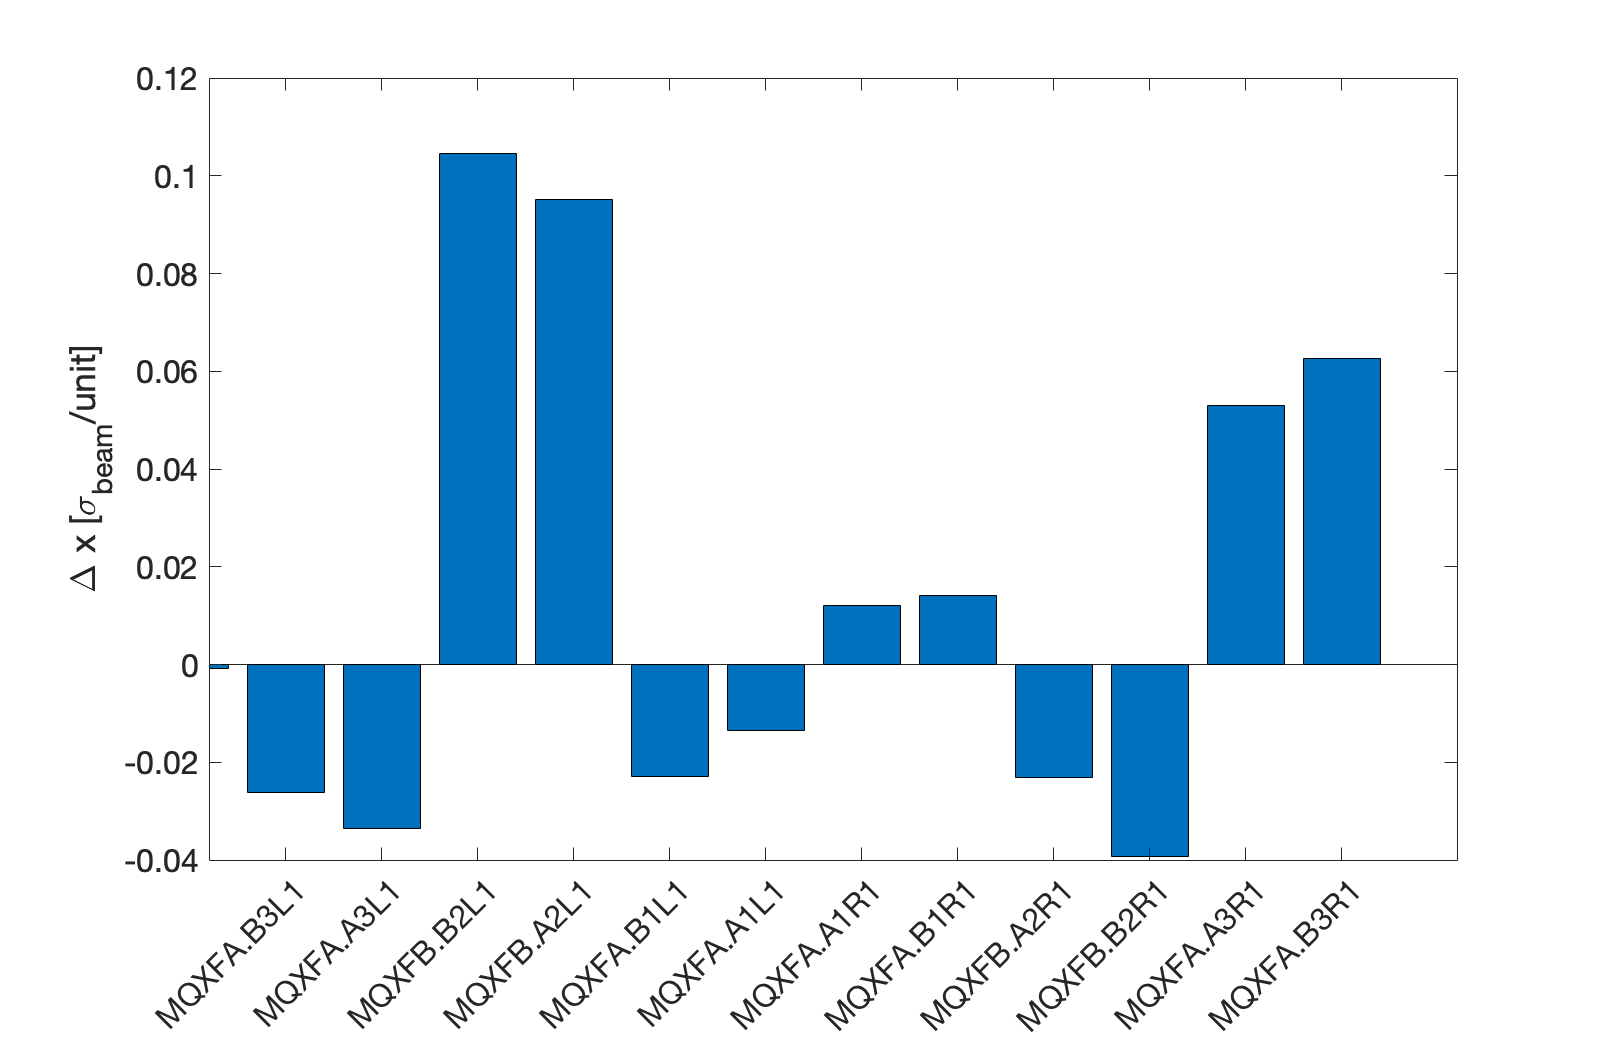 0.12
0.1
0.08
0.06
0.04
0.02
0
-0.02
-0.04
Δ x [σbeam/unit]
MQXFA.B3L1
MQXFA.A3L1
MQXFB.B2L1
MQXFB.A2L1
MQXFA.B1L1
MQXFA.A1L1
MQXFA.A1R1
MQXFA.B1R1
MQXFB.A2R1
MQXFB.B2R1
MQXFA.A3R1
MQXFA.B3R1